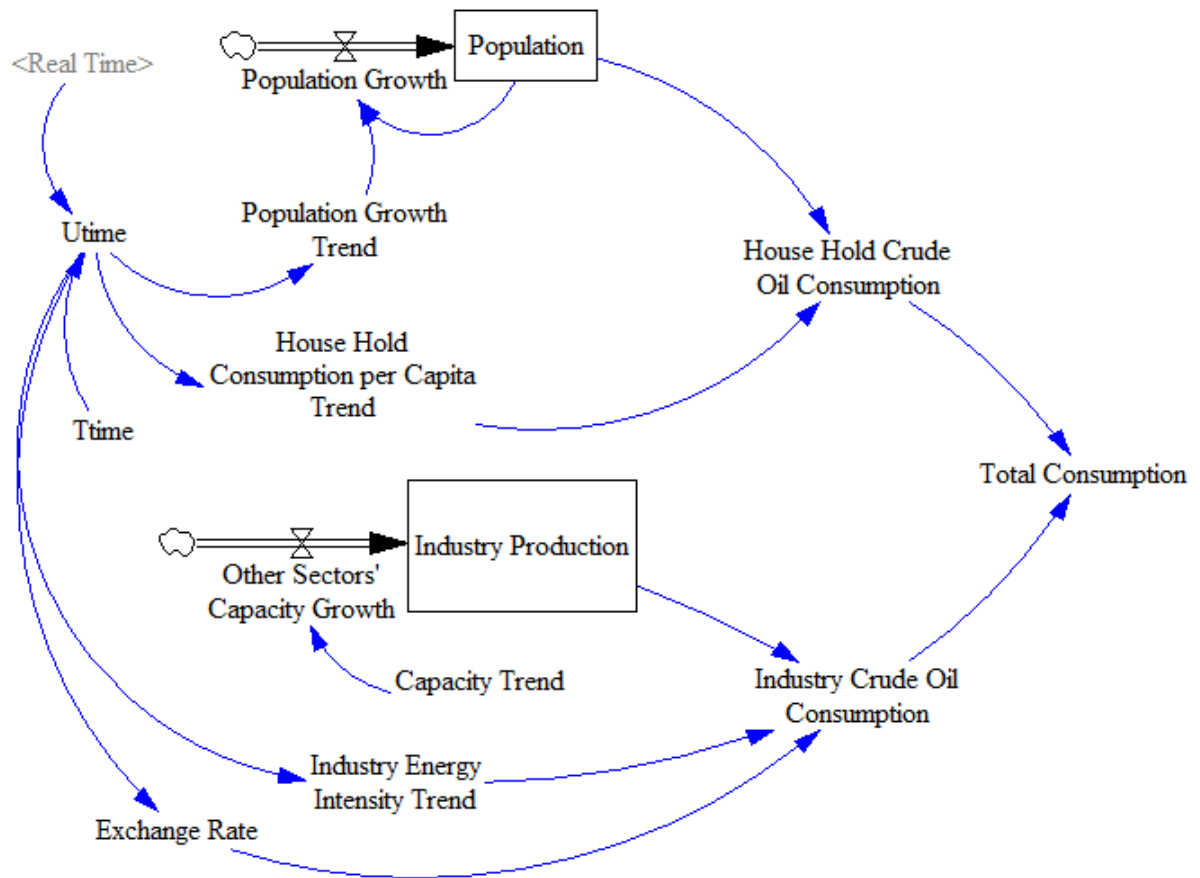 <Real Time>
Population
Population Growth
Utime
Population Growth
Trend
House Hold Crude
Oil Consumption
House Hold
Consumption per Capita
Trend
Ttime
Total Consumption
Industry Production
Other Sectors'
Capacity Growth
Capacity Trend
Industry Crude Oil
Consumption
Industry Energy
Intensity Trend
Exchange Rate